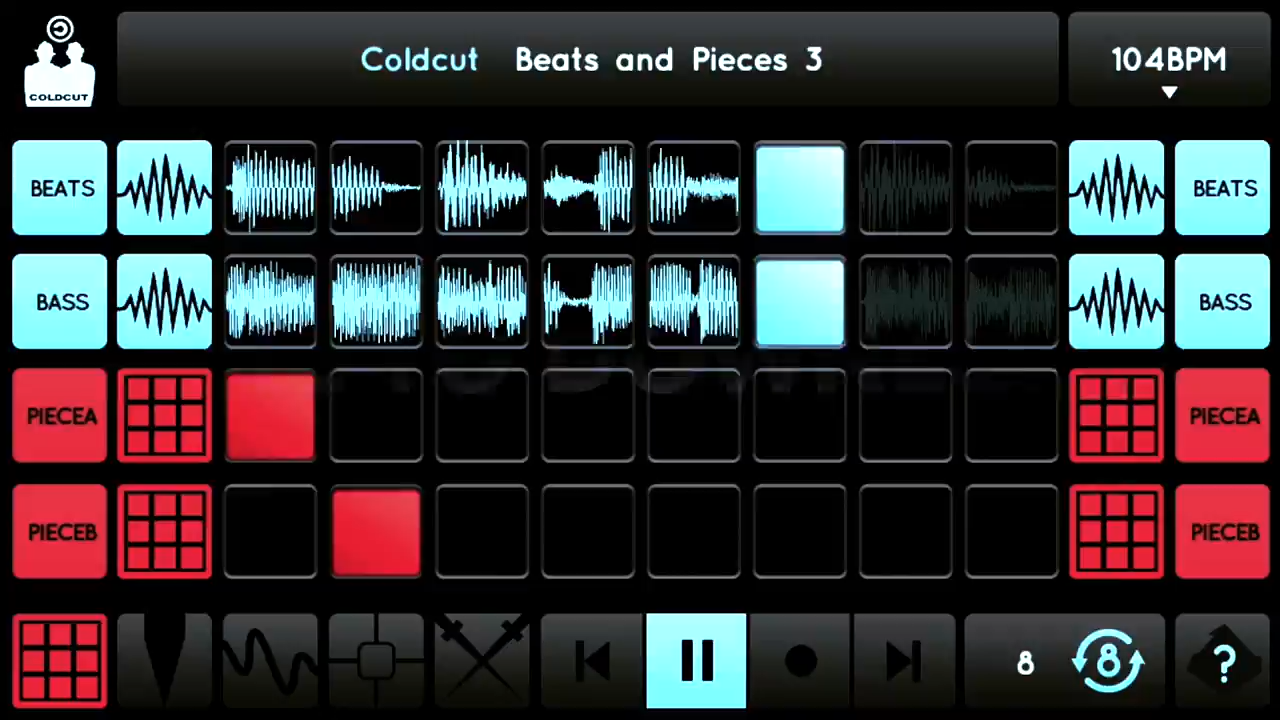 COLDCUT
Coldcut Beats and Pieces 3
104BPM
BEATS BEATS
BASS BASS
PIECEA PIECEA
PIECEB PIECEB
8 8 ?